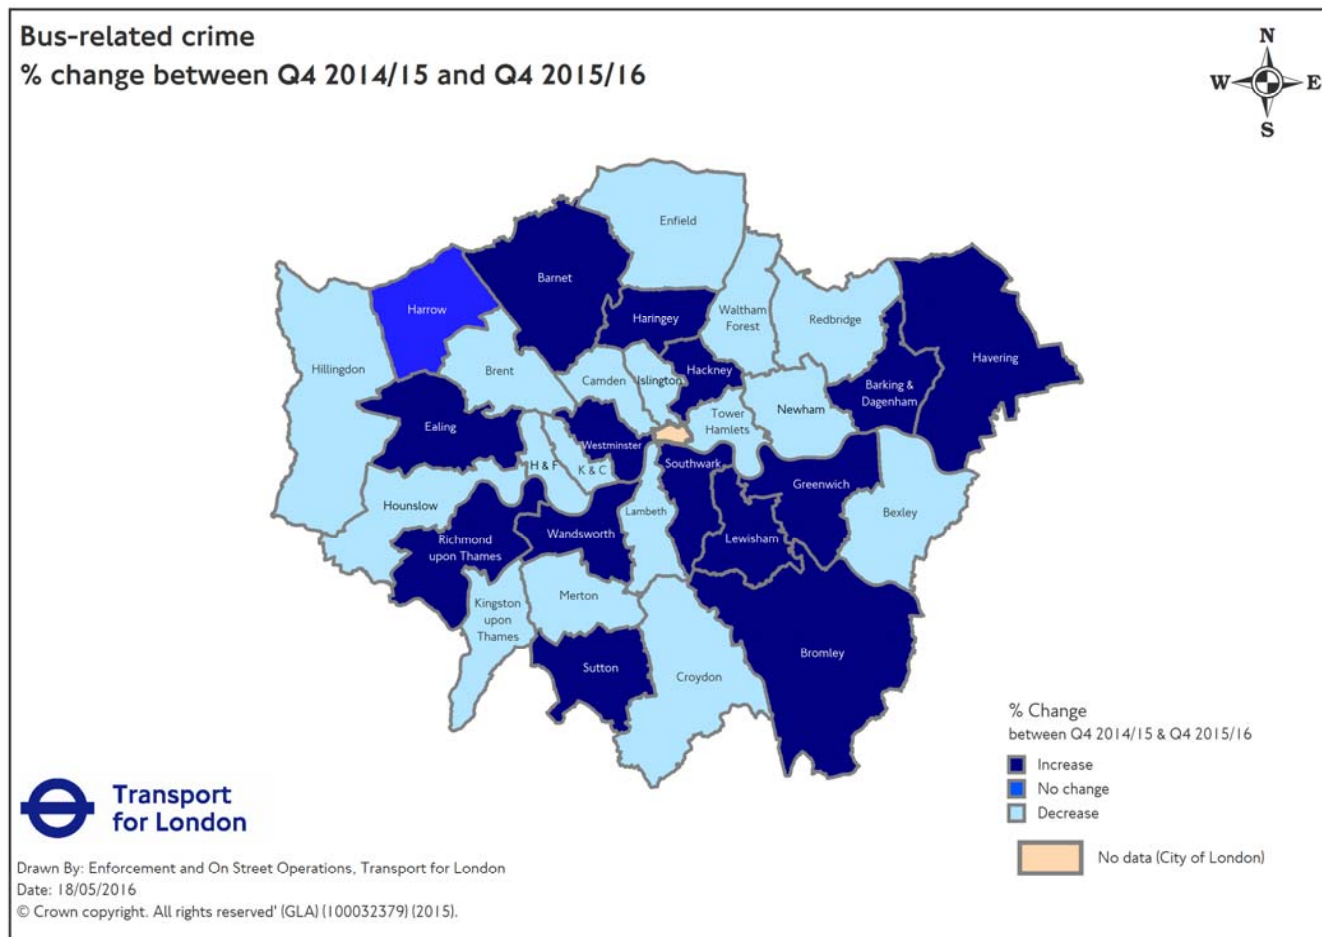 Bus-related crime
% change between Q4 2014/15 and Q4 2015/16
N
W E
S
Enfield
Barnet
Harrow
Haringey
Waltham
Forest
Redbridge
Havering
Hillingdon
Brent
Camden
Islington
Hackney
Barking &
Dagenham
Newham
Tower
Hamlets
Ealing
Westminster
H & F
K & C
Southwark
Greenwich
Hounslow
Lambeth
Bexley
Richmond
upon Thames
Wandsworth
Lewisham
Kingston
upon
Thames
Merton
Sutton
Croydon
Bromley
% Change
between Q4 2014/15 & Q4 2015/16
Increase
No change
Decrease
No data (City of London)
Transport
for London
Drawn By: Enforcement and On Street Operations, Transport for London
Date: 18/05/2016
© Crown copyright. All rights reserved' (GLA) (100032379) (2015).